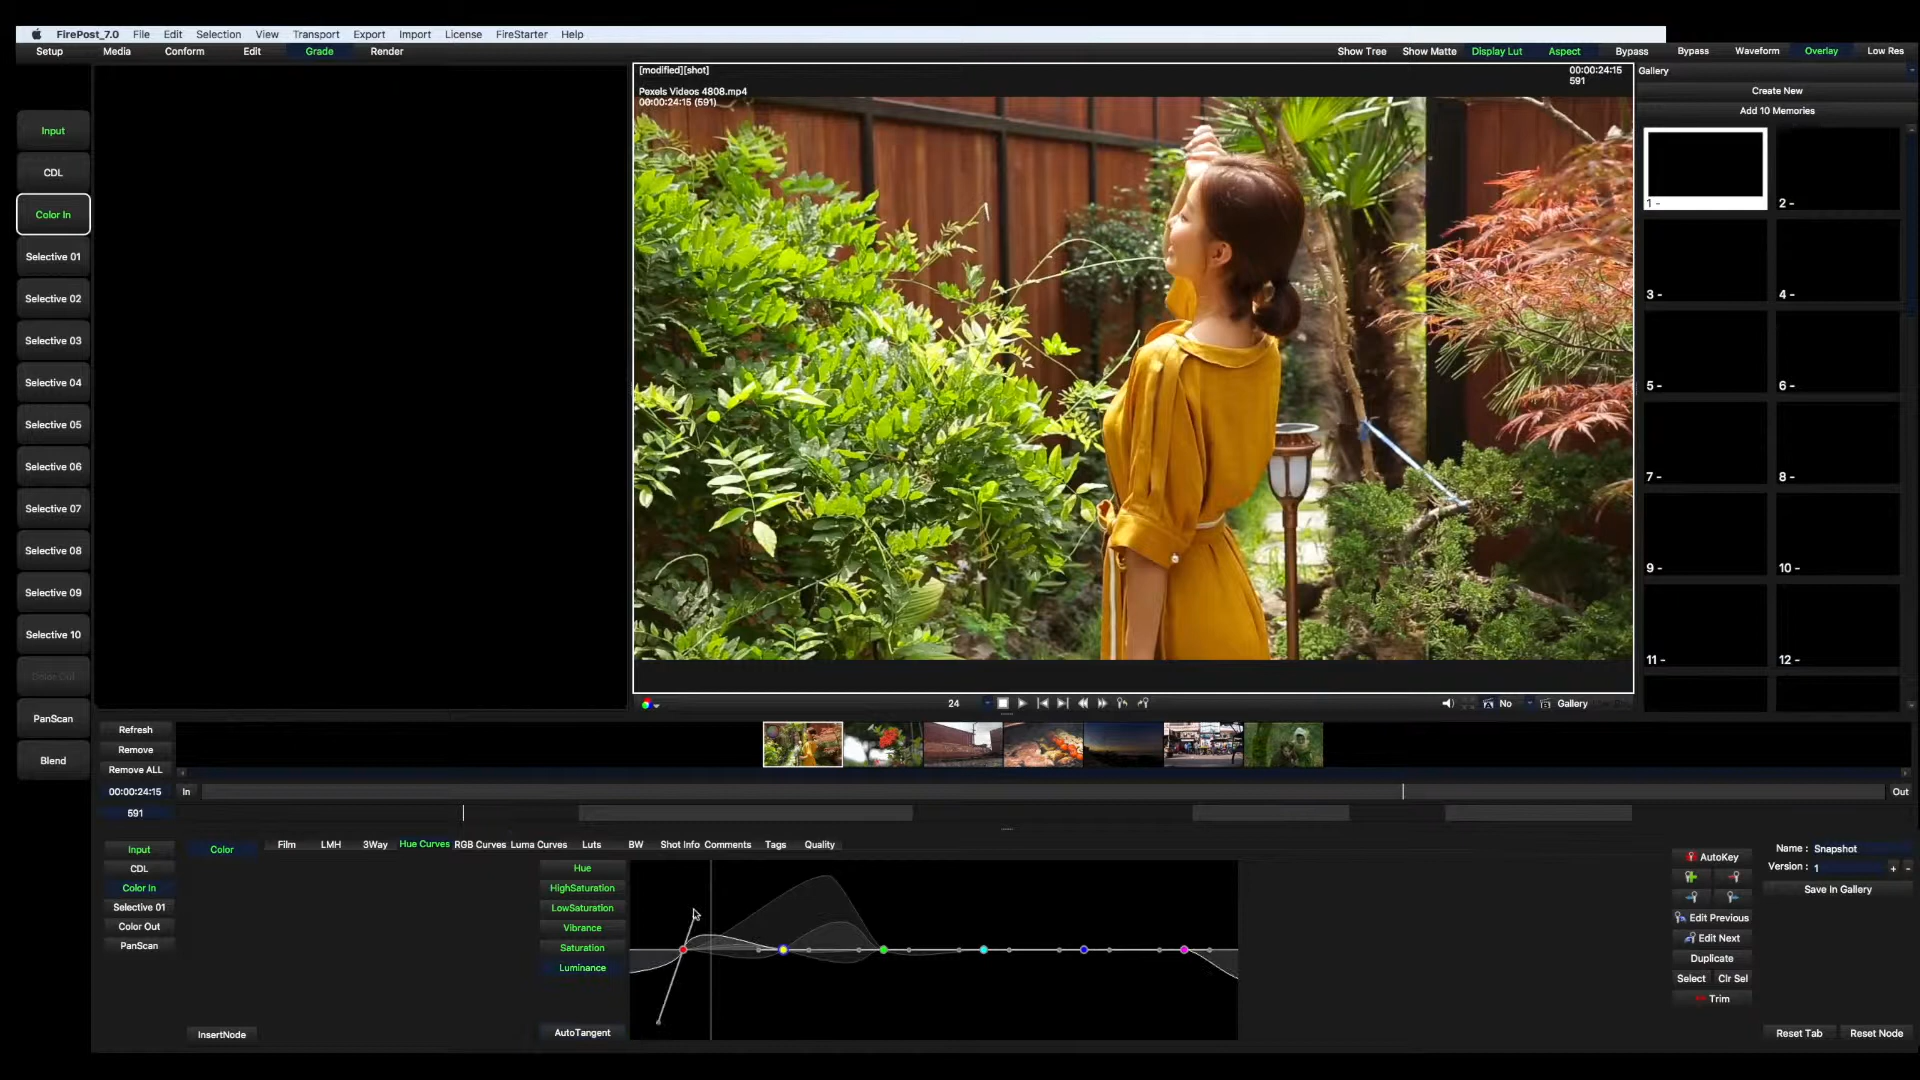 FirePost_7.0 File Edit Selection View Transport Export Import License FireStarter Help
Setup Media Conform Edit Grade Render Show Tree Show Matte Display Lut Aspect Bypass Bypass Waveform Overlay Low Res
[modified][shot] 00:00:24:15
591
Gallery
Pexels Videos 4808.mp4
00:00:24:15 (591)
Create New
Add 10 Memories
Input
CDL
Color In
Selective 01
Selective 02
Selective 03
Selective 04
Selective 05
Selective 06
Selective 07
Selective 08
Selective 09
Selective 10
PanScan
Blend
1 - 2 -
3 - 4 -
5 - 6 -
7 - 8 -
9 - 10 -
11 - 12 -
24 No Gallery
Refresh
Remove
Remove ALL
00:00:24:15 In Out
591
Input Color Film LMH 3Way Hue Curves RGB Curves Luma Curves Luts BW Shot Info Comments Tags Quality
CDL
Color In
Selective 01
Color Out
PanScan
InsertNode
Hue
HighSaturation
LowSaturation
Vibrance
Saturation
Luminance
AutoTangent
AutoKey
Edit Previous
Edit Next
Duplicate
Select Clr Sel
Trim
Name : Snapshot
Version : 1 + -
Save In Gallery
Reset Tab Reset Node